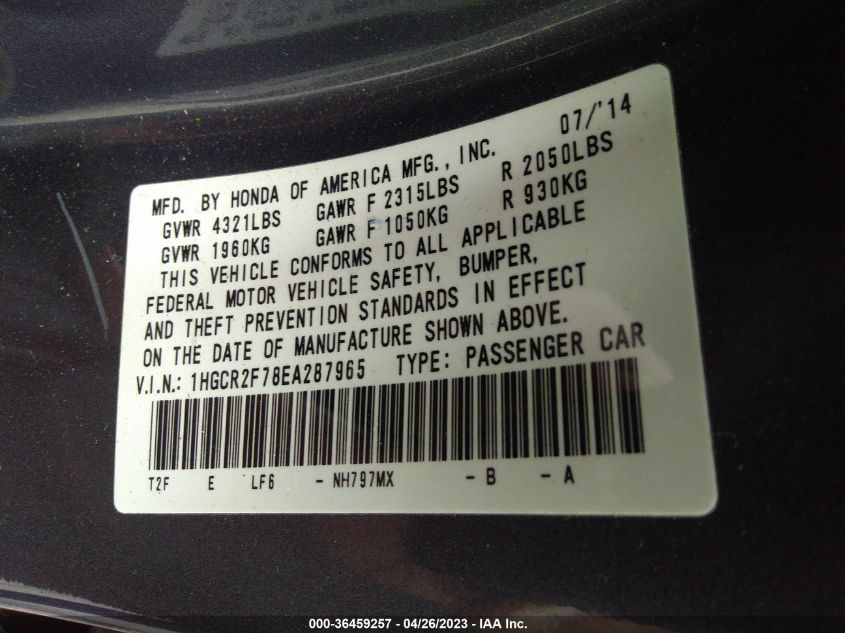 07/'14
MFD. BY HONDA OF AMERICA MFG., INC.
GVWR 4321LBS GAWR F 2315LBS R 2050LBS
GVWR 1960KG GAWR F 1050KG R 930KG
THIS VEHICLE CONFORMS TO ALL APPLICABLE
FEDERAL MOTOR VEHICLE SAFETY, BUMPER,
AND THEFT PREVENTION STANDARDS IN EFFECT
ON THE DATE OF MANUFACTURE SHOWN ABOVE.
V.I.N.: 1HGCR2F78EA287965 TYPE: PASSENGER CAR
T2F E LF6 - NH797MX - B - A
000-36459257 - 04/26/2023 - IAA Inc.